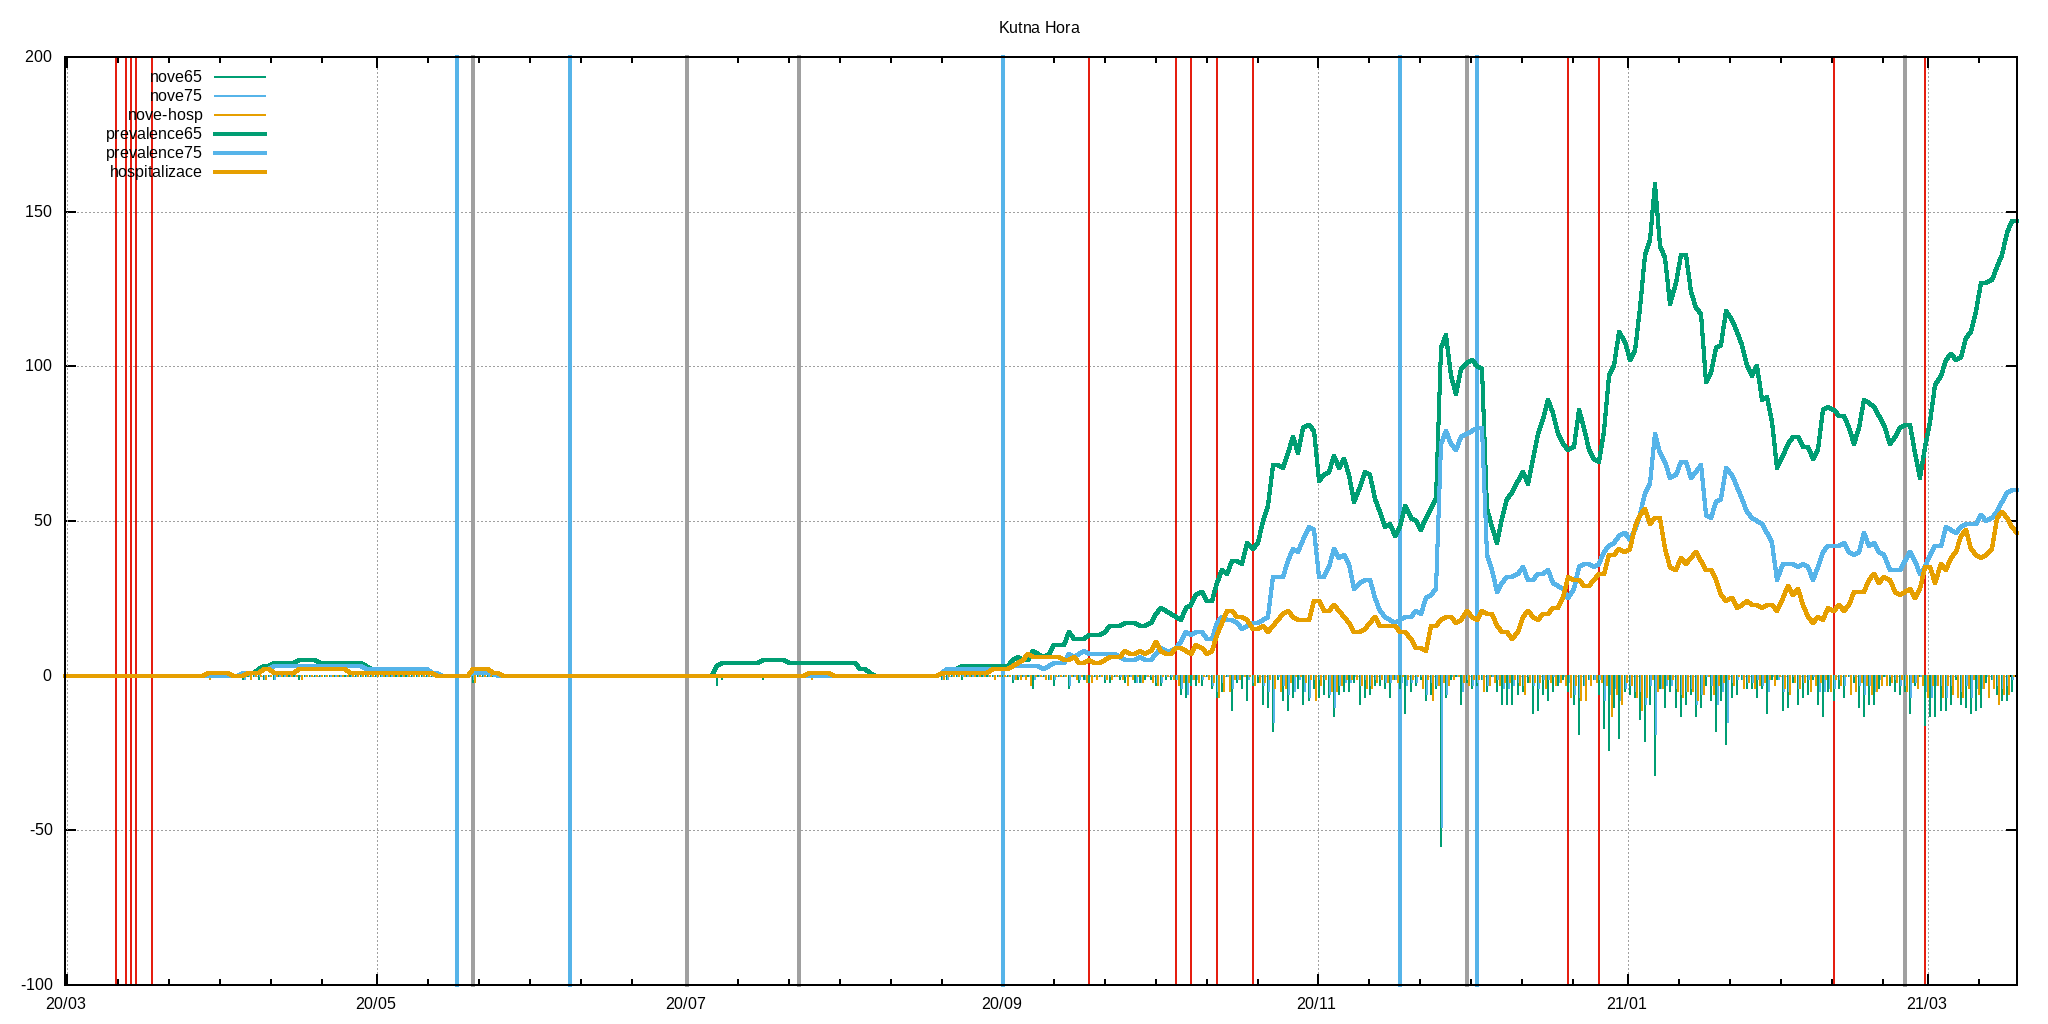 Kutna Hora
200
150
100
50
0
-50
-100
nove65
nove75
nove-hosp
prevalence65
prevalence75
hospitalizace
20/03 20/05 20/07 20/09 20/11 21/01 21/03